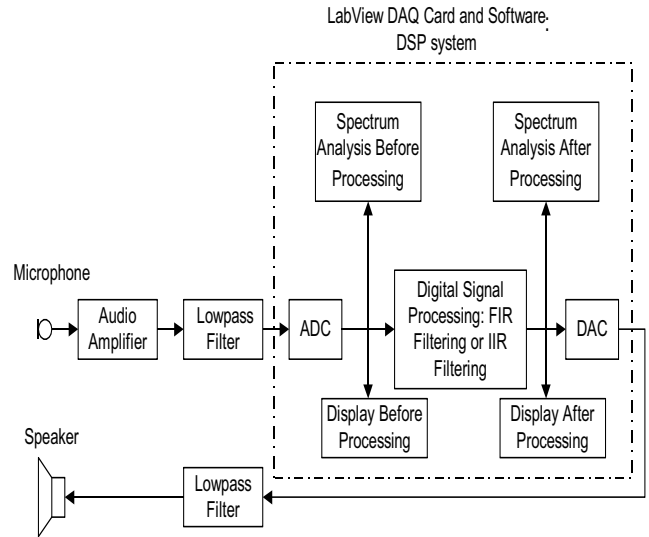 LabView DAQ Card and Software:
DSP system
Spectrum
Analysis Before
Processing
Spectrum
Analysis After
Processing
Microphone
Audio
Amplifier
Lowpass
Filter
ADC
Digital Signal
Processing: FIR
Filtering or IIR
Filtering
DAC
Display Before
Processing
Display After
Processing
Speaker
Lowpass
Filter